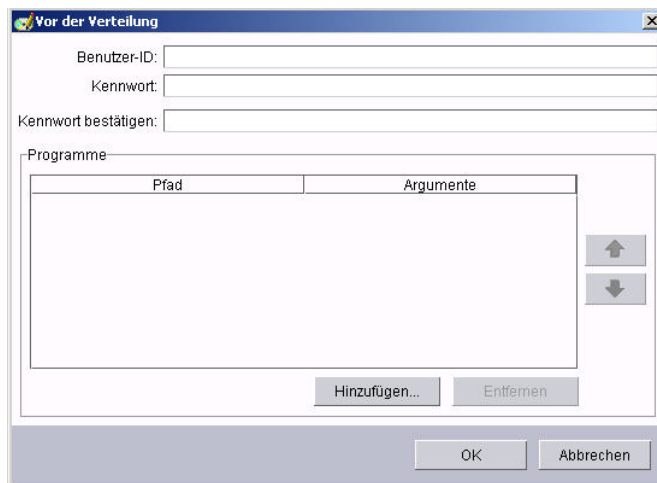 Vor der Verteilung
Benutzer-ID:
Kennwort:
Kennwort bestätigen:
Programme
Pfad Argumente
Hinzufügen... Entfernen
OK Abbrechen